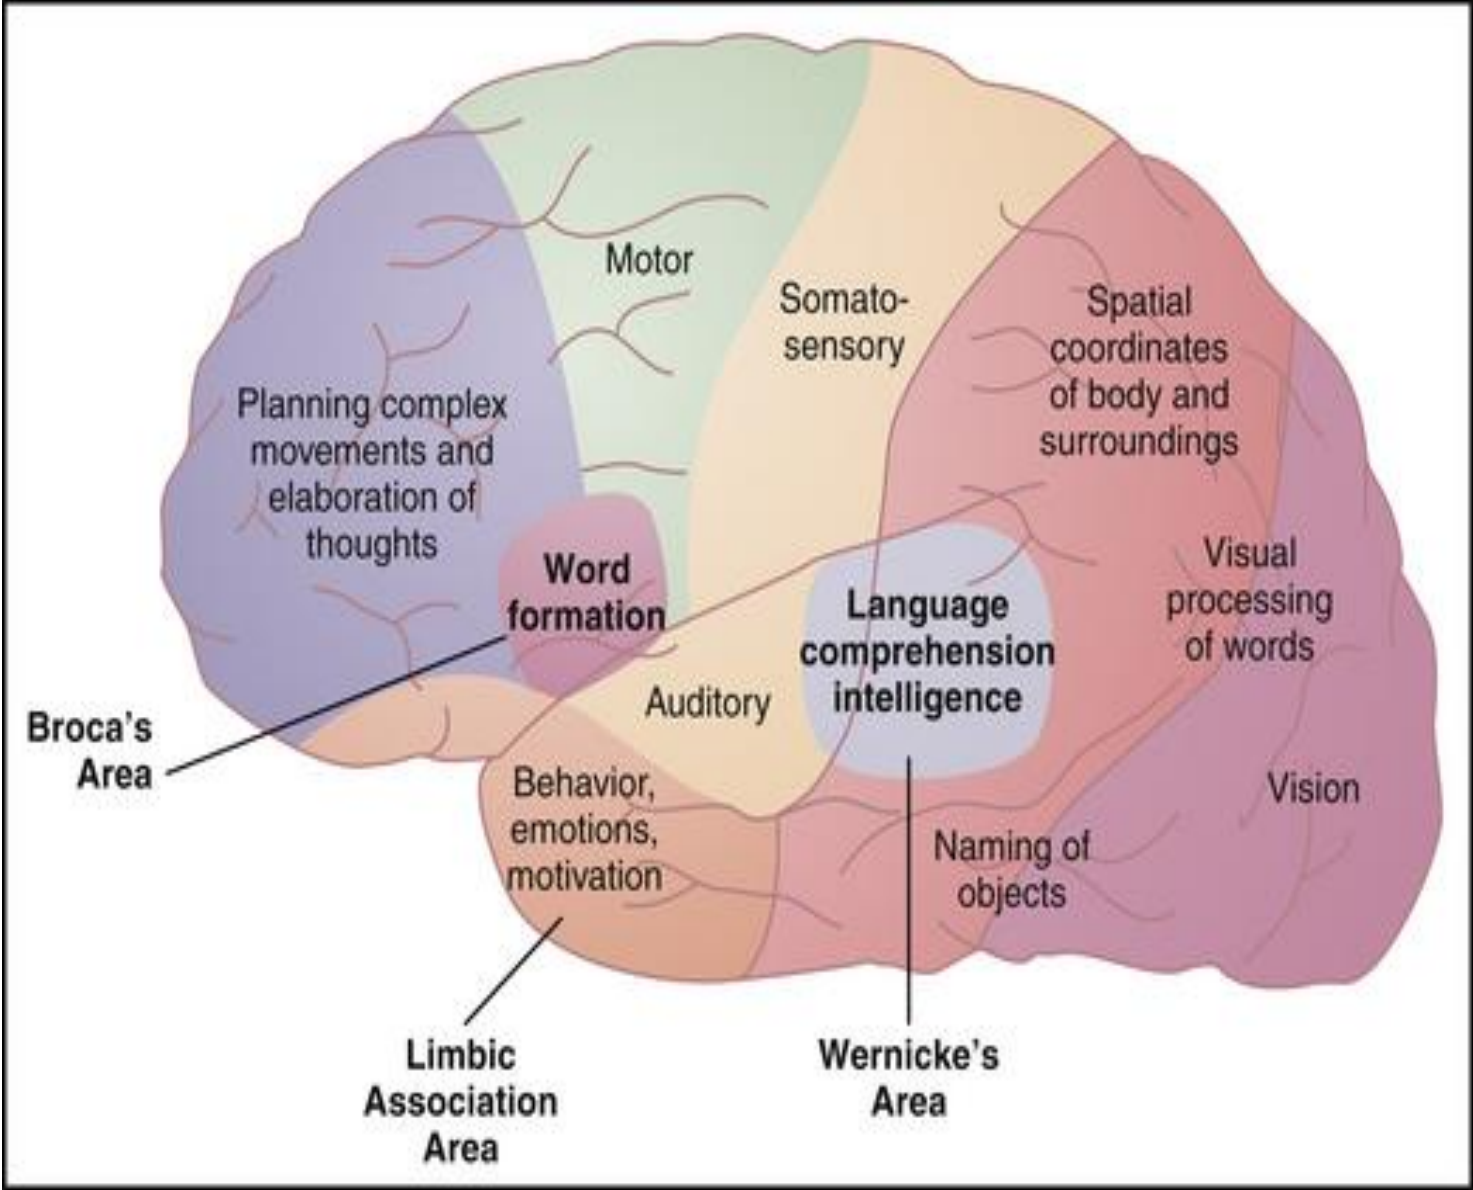 Motor
Somato-
sensory
Spatial
coordinates
of body and
surroundings
Planning complex
movements and
elaboration of
thoughts
Word
formation
Visual
processing
of words
Language
comprehension
intelligence
Auditory
Broca's
Area
Behavior,
emotions,
motivation
Vision
Naming of
objects
Limbic
Association
Area
Wernicke's
Area